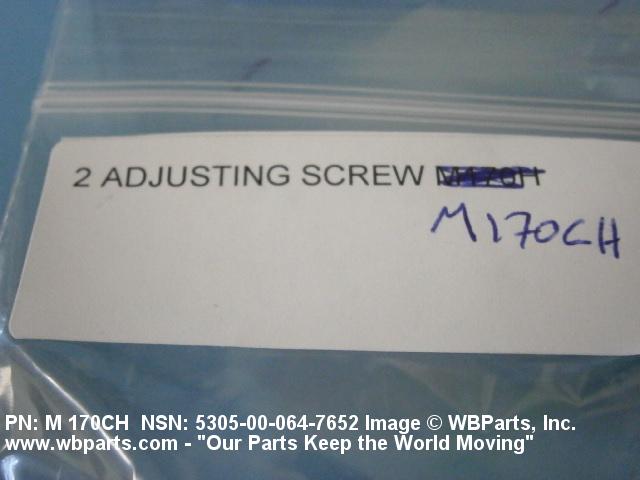 2 ADJUSTING SCREW
M170CH
PN: M 170CH NSN: 5305-00-064-7652 Image © WBParts, Inc.
www.wbparts.com - "Our Parts Keep the World Moving"